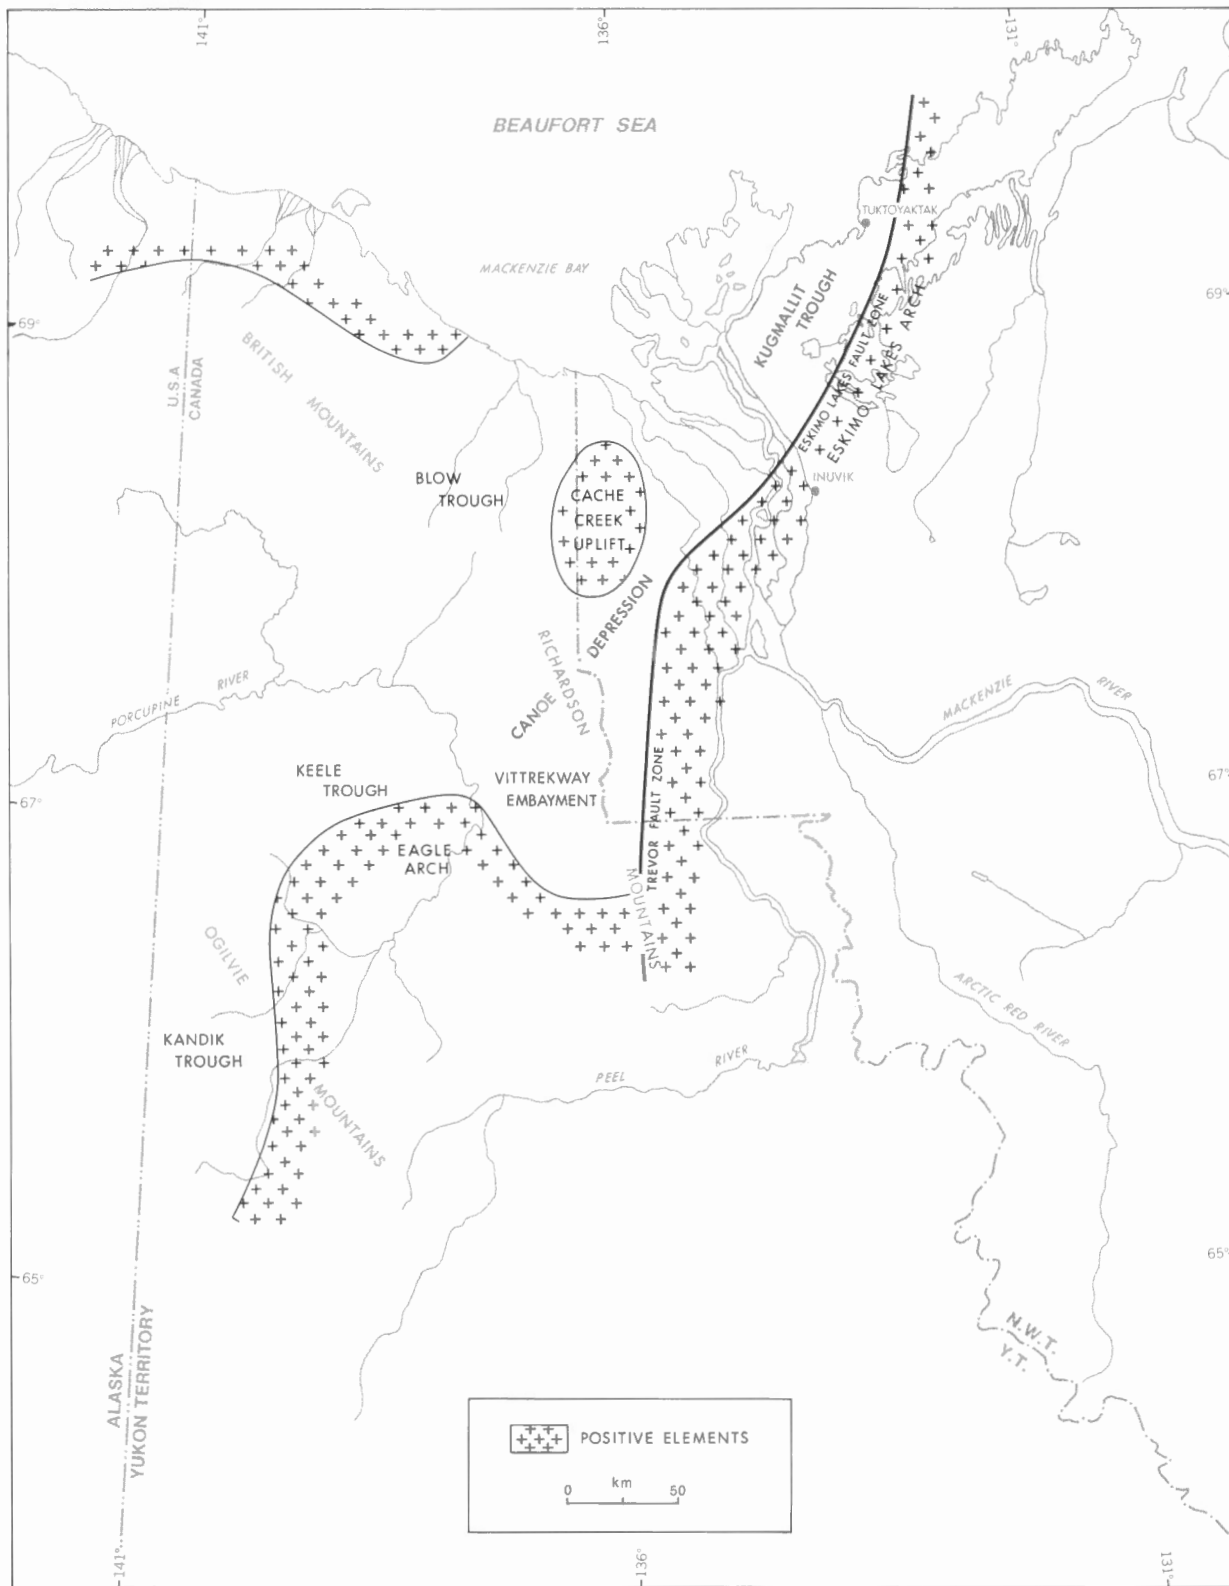 141°
136°
131°
BEAUFORT SEA
TUKTOYAKTAK
MACKENZIE BAY
69°
69°
KUGMALLIT
TROUGH
ESKIMO LAKES FAULT ZONE
ESKIMO LAKES ARCH
U.S.A
CANADA
BRITISH
MOUNTAINS
INUVIK
BLOW
TROUGH
CACHE
CREEK
UPLIFT
CANOE DEPRESSION
RICHARDSON
MOUNTAINS
PORCUPINE RIVER
MACKENZIE RIVER
KEELE
TROUGH
VITTREKWAY
EMBAYMENT
67°
67°
TREVOR FAULT ZONE
EAGLE
ARCH
OGILVIE
MOUNTAINS
ARCTIC RED RIVER
KANDIK
TROUGH
PEEL RIVER
65°
65°
N.W.T.
Y.T.
ALASKA
YUKON TERRITORY
POSITIVE ELEMENTS
km
0 50
141°
136°
131°